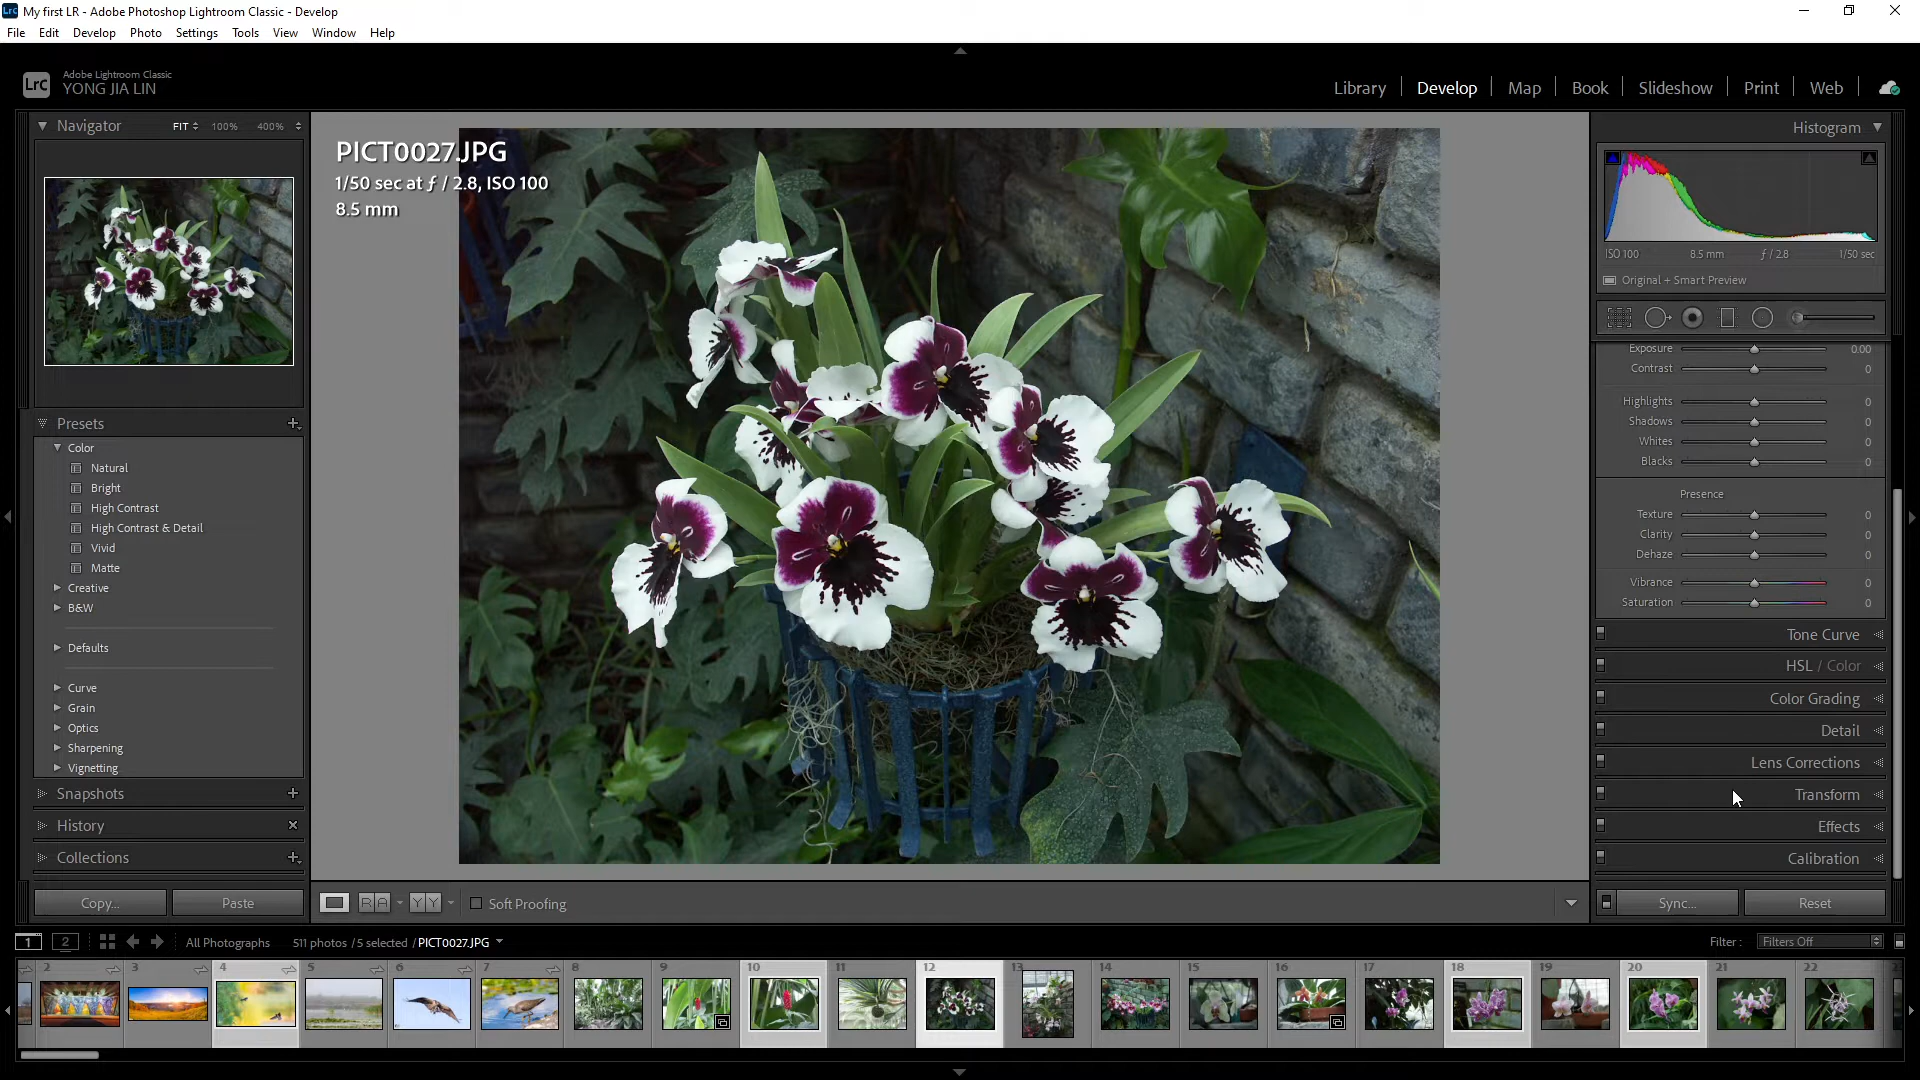 Lrc My first LR - Adobe Photoshop Lightroom Classic - Develop
File Edit Develop Photo Settings Tools View Window Help
LrC Adobe Lightroom Classic
YONG JIA LIN
Library Develop Map Book Slideshow Print Web
Navigator FIT 100% 400%
PICT0027.JPG
1/50 sec at ƒ / 2.8, ISO 100
8.5 mm
Presets
Color
Natural
Bright
High Contrast
High Contrast & Detail
Vivid
Matte
Creative
B&W
Defaults
Curve
Grain
Optics
Sharpening
Vignetting
Snapshots
History
Collections
Copy... Paste
R A Y Y Soft Proofing
Histogram
ISO 100 8.5 mm ƒ / 2.8 1/50 sec
Original + Smart Preview
Exposure 0.00
Contrast 0
Highlights 0
Shadows 0
Whites 0
Blacks 0
Presence
Texture 0
Clarity 0
Dehaze 0
Vibrance 0
Saturation 0
Tone Curve
HSL / Color
Color Grading
Detail
Lens Corrections
Transform
Effects
Calibration
Sync... Reset
1 2 All Photographs 511 photos / 5 selected / PICT0027.JPG Filter : Filters Off
2 3 4 5 6 7 8 9 10 11 12 13 14 15 16 17 18 19 20 21 22